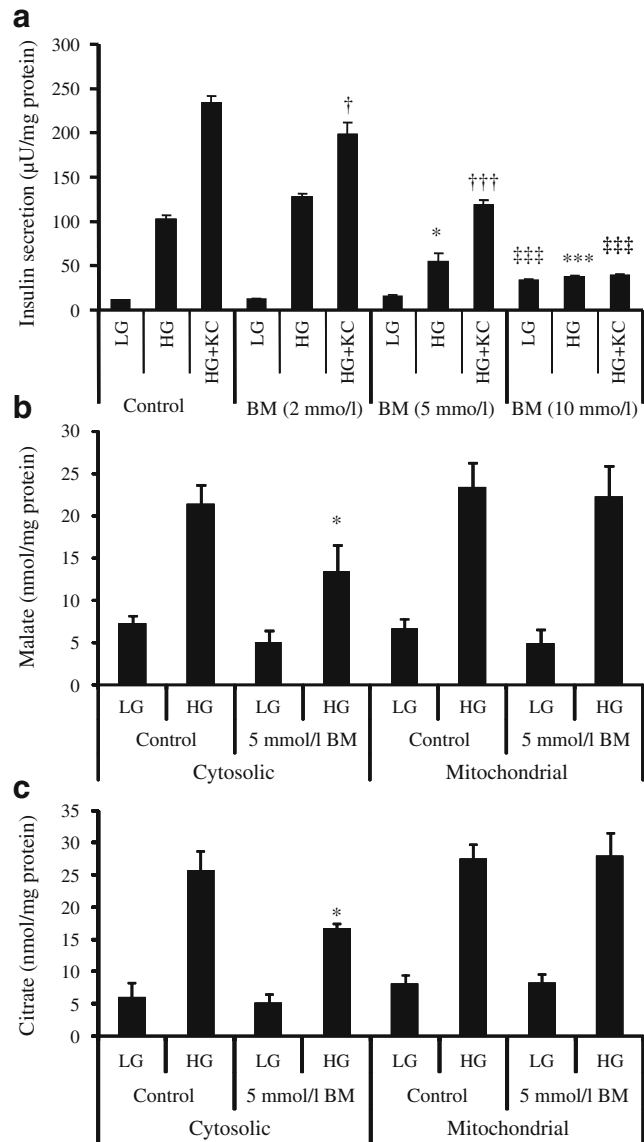 a
Insulin secretion (µU/mg protein)
300
250
200
150
100
50
0
†
*
†††
‡‡‡
***
‡‡‡
LG
HG
HG+KC
LG
HG
HG+KC
LG
HG
HG+KC
LG
HG
HG+KC
Control
BM (2 mmo/l)
BM (5 mmo/l)
BM (10 mmo/l)
b
Malate (nmol/mg protein)
30
25
20
15
10
5
0
*
LG HG LG HG LG HG LG HG
Control 5 mmol/l BM Control 5 mmol/l BM
Cytosolic Mitochondrial
c
Citrate (nmol/mg protein)
35
30
25
20
15
10
5
0
*
LG HG LG HG LG HG LG HG
Control 5 mmol/l BM Control 5 mmol/l BM
Cytosolic Mitochondrial